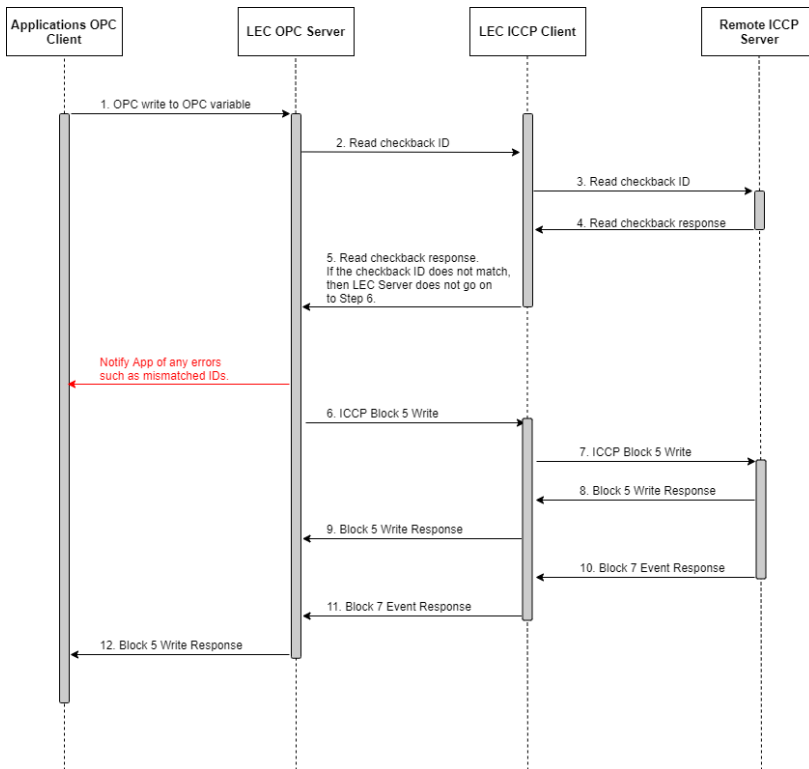 Applications OPC
Client
LEC OPC Server
LEC ICCP Client
Remote ICCP
Server
1. OPC write to OPC variable
2. Read checkback ID
3. Read checkback ID
4. Read checkback response
5. Read checkback response.
If the checkback ID does not match,
then LEC Server does not go on
to Step 6.
Notify App of any errors
such as mismatched IDs.
6. ICCP Block 5 Write
7. ICCP Block 5 Write
8. Block 5 Write Response
9. Block 5 Write Response
10. Block 7 Event Response
11. Block 7 Event Response
12. Block 5 Write Response